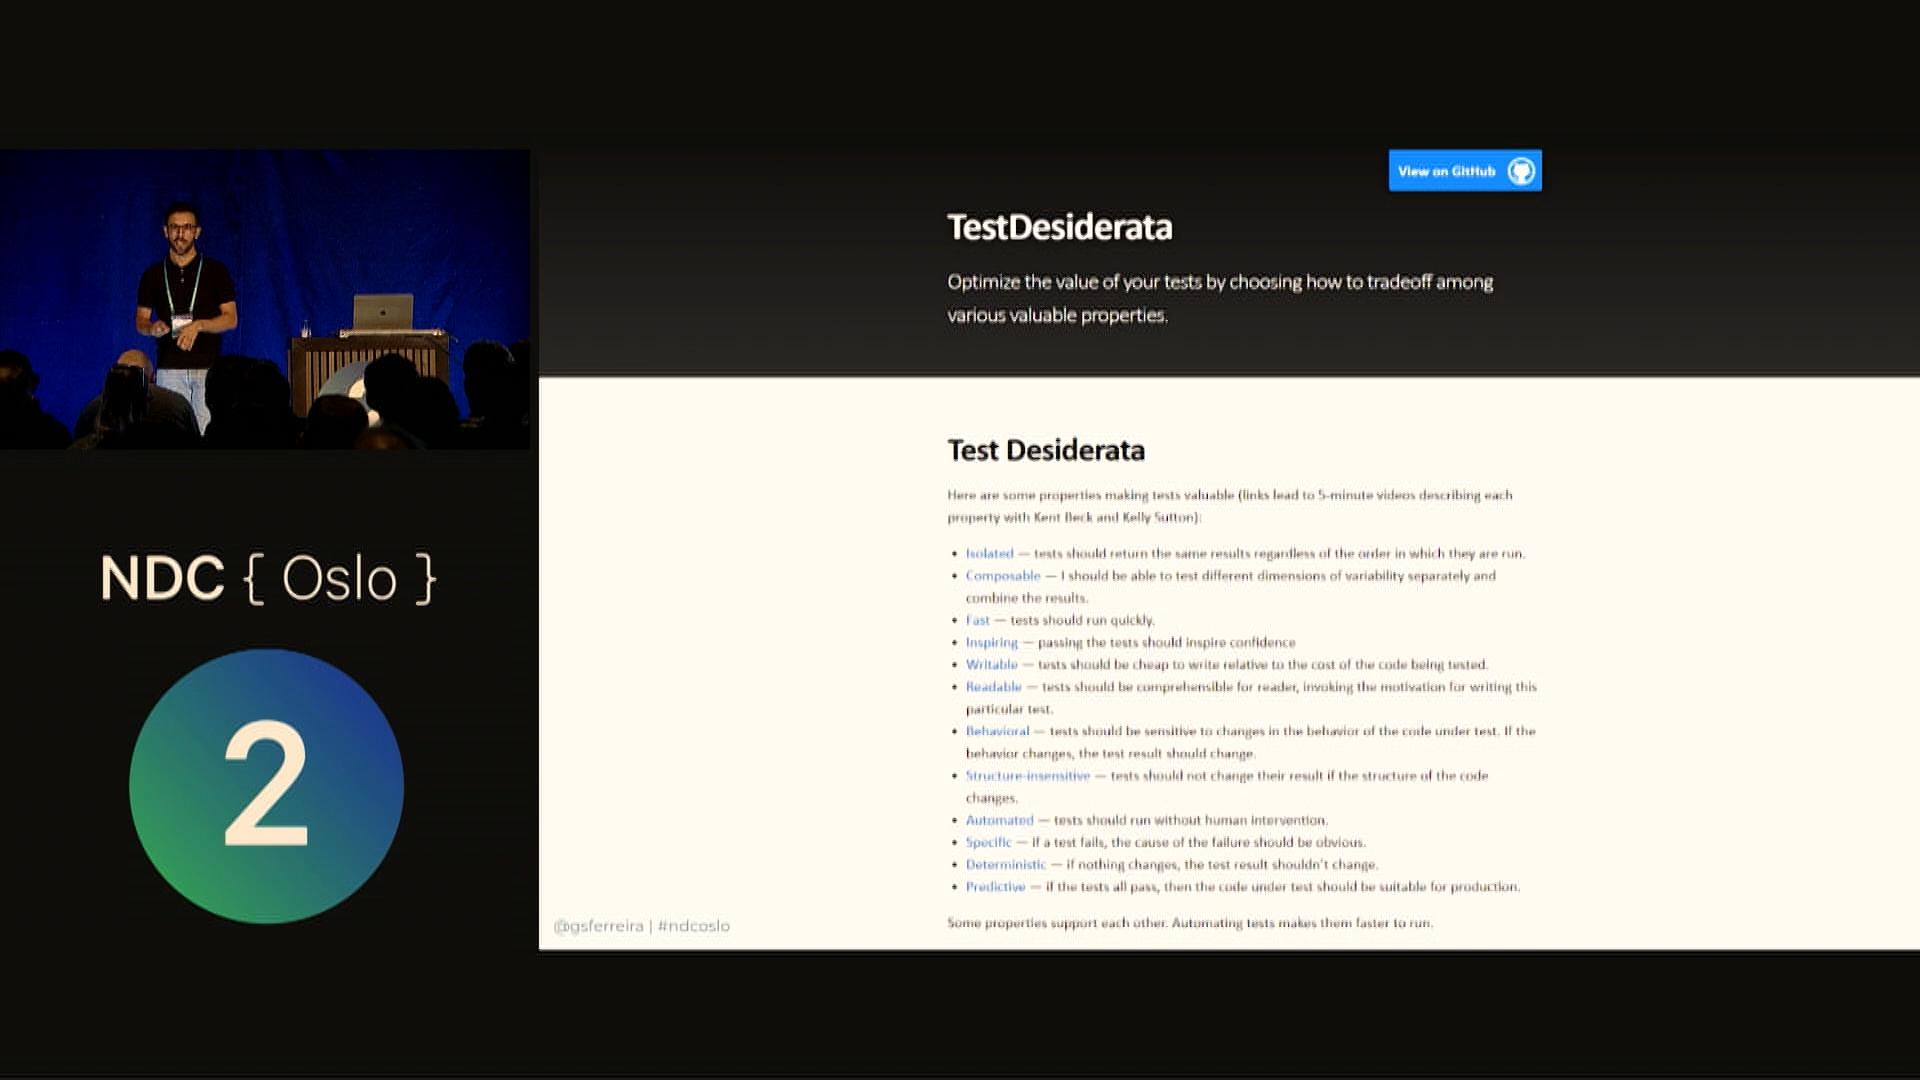 View on GitHub
TestDesiderata
Optimize the value of your tests by choosing how to tradeoff among
various valuable properties.
Test Desiderata
Here are some properties making tests valuable (links lead to 5-minute videos describing each
property with Kent Beck and Kelly Sutton):
• Isolated — tests should return the same results regardless of the order in which they are run.
• Composable — I should be able to test different dimensions of variability separately and
combine the results.
• Fast — tests should run quickly.
• Inspiring — passing the tests should inspire confidence
• Writable — tests should be cheap to write relative to the cost of the code being tested.
• Readable — tests should be comprehensible for reader, invoking the motivation for writing this
particular test.
• Behavioral — tests should be sensitive to changes in the behavior of the code under test. If the
behavior changes, the test result should change.
• Structure-insensitive — tests should not change their result if the structure of the code
changes.
• Automated — tests should run without human intervention.
• Specific — if a test fails, the cause of the failure should be obvious.
• Deterministic — if nothing changes, the test result shouldn't change.
• Predictive — if the tests all pass, then the code under test should be suitable for production.
Some properties support each other. Automating tests makes them faster to run.
@gsferreira | #ndcoslo
NDC { Oslo }
2